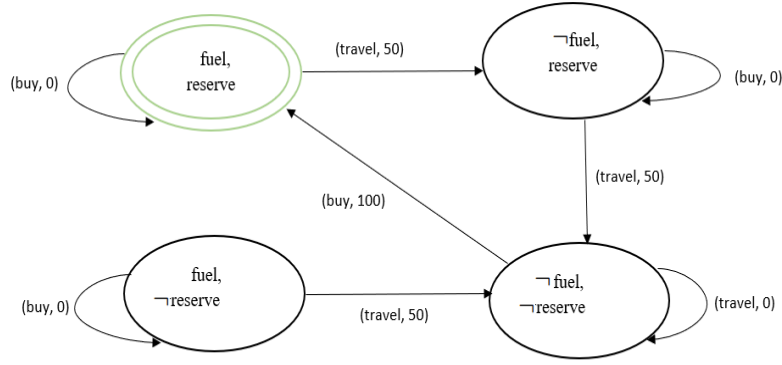 fuel,
reserve
(travel, 50)
¬fuel,
reserve
(buy, 0)
(buy, 0)
(travel, 50)
(buy, 100)
fuel,
¬reserve
(buy, 0)
(travel, 50)
¬ fuel,
¬reserve
(travel, 0)